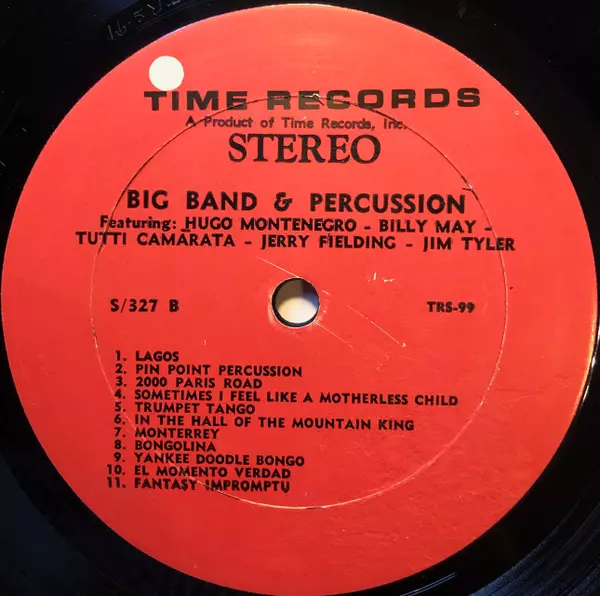 TIME RECORDS
A Product of Time Records, Inc.
STEREO
BIG BAND & PERCUSSION
Featuring: HUGO MONTENEGRO - BILLY MAY -
TUTTI CAMARATA - JERRY FIELDING - JIM TYLER
S/327 B TRS-99
1. LAGOS
2. PIN POINT PERCUSSION
3. 2000 PARIS ROAD
4. SOMETIMES I FEEL LIKE A MOTHERLESS CHILD
5. TRUMPET TANGO
6. IN THE HALL OF THE MOUNTAIN KING
7. MONTERREY
8. BONGOLINA
9. YANKEE DOODLE BONGO
10. EL MOMENTO VERDAD
11. FANTASY IMPROMPTU